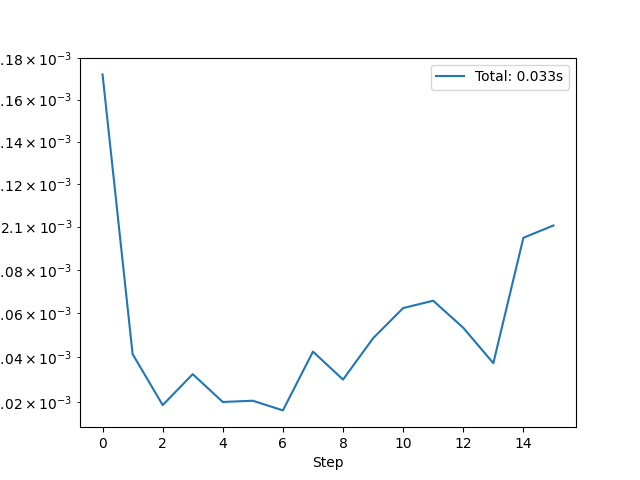 .18 × 10⁻³
.16 × 10⁻³
.14 × 10⁻³
.12 × 10⁻³
2.1 × 10⁻³
.08 × 10⁻³
.06 × 10⁻³
.04 × 10⁻³
.02 × 10⁻³
Total: 0.033s
0 2 4 6 8 10 12 14
Step